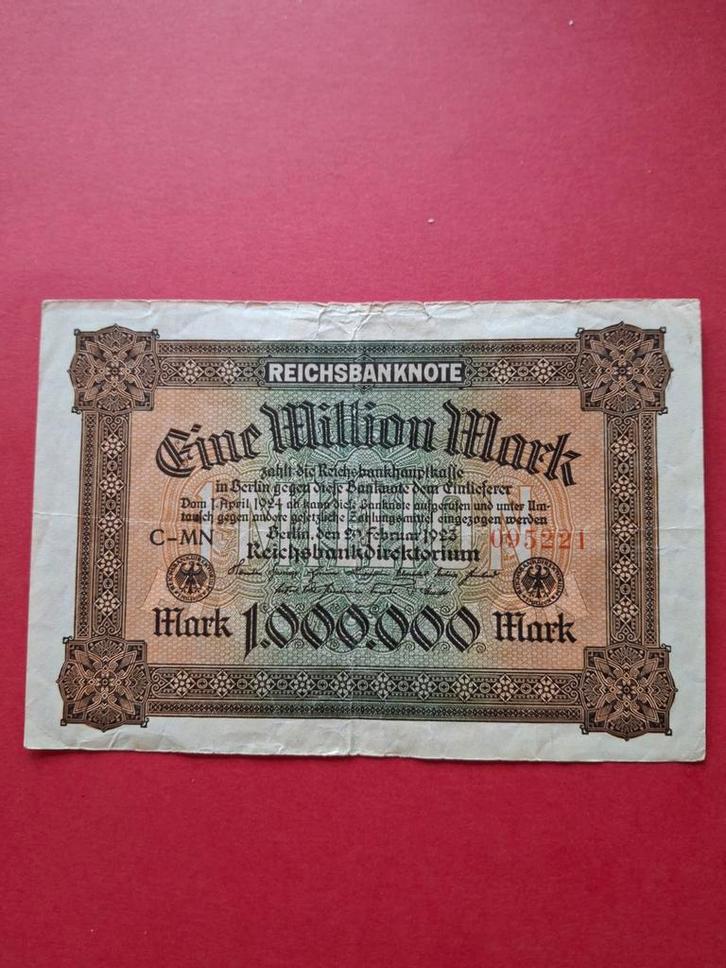 REICHSBANKNOTE
Eine Million Mark
zahlt die Reichsbankhauptkasse
in Berlin gegen diese Banknote dem Einlieferer
Vom 1. April 1924 ab kann diese Banknote aufgerufen und unter Um-
tausch gegen andere gesetzliche Zahlungsmittel eingezogen werden
Berlin, den 20. Februar 1923
C-MN 095221
Reichsbankdirektorium
Mark 1.000.000 Mark